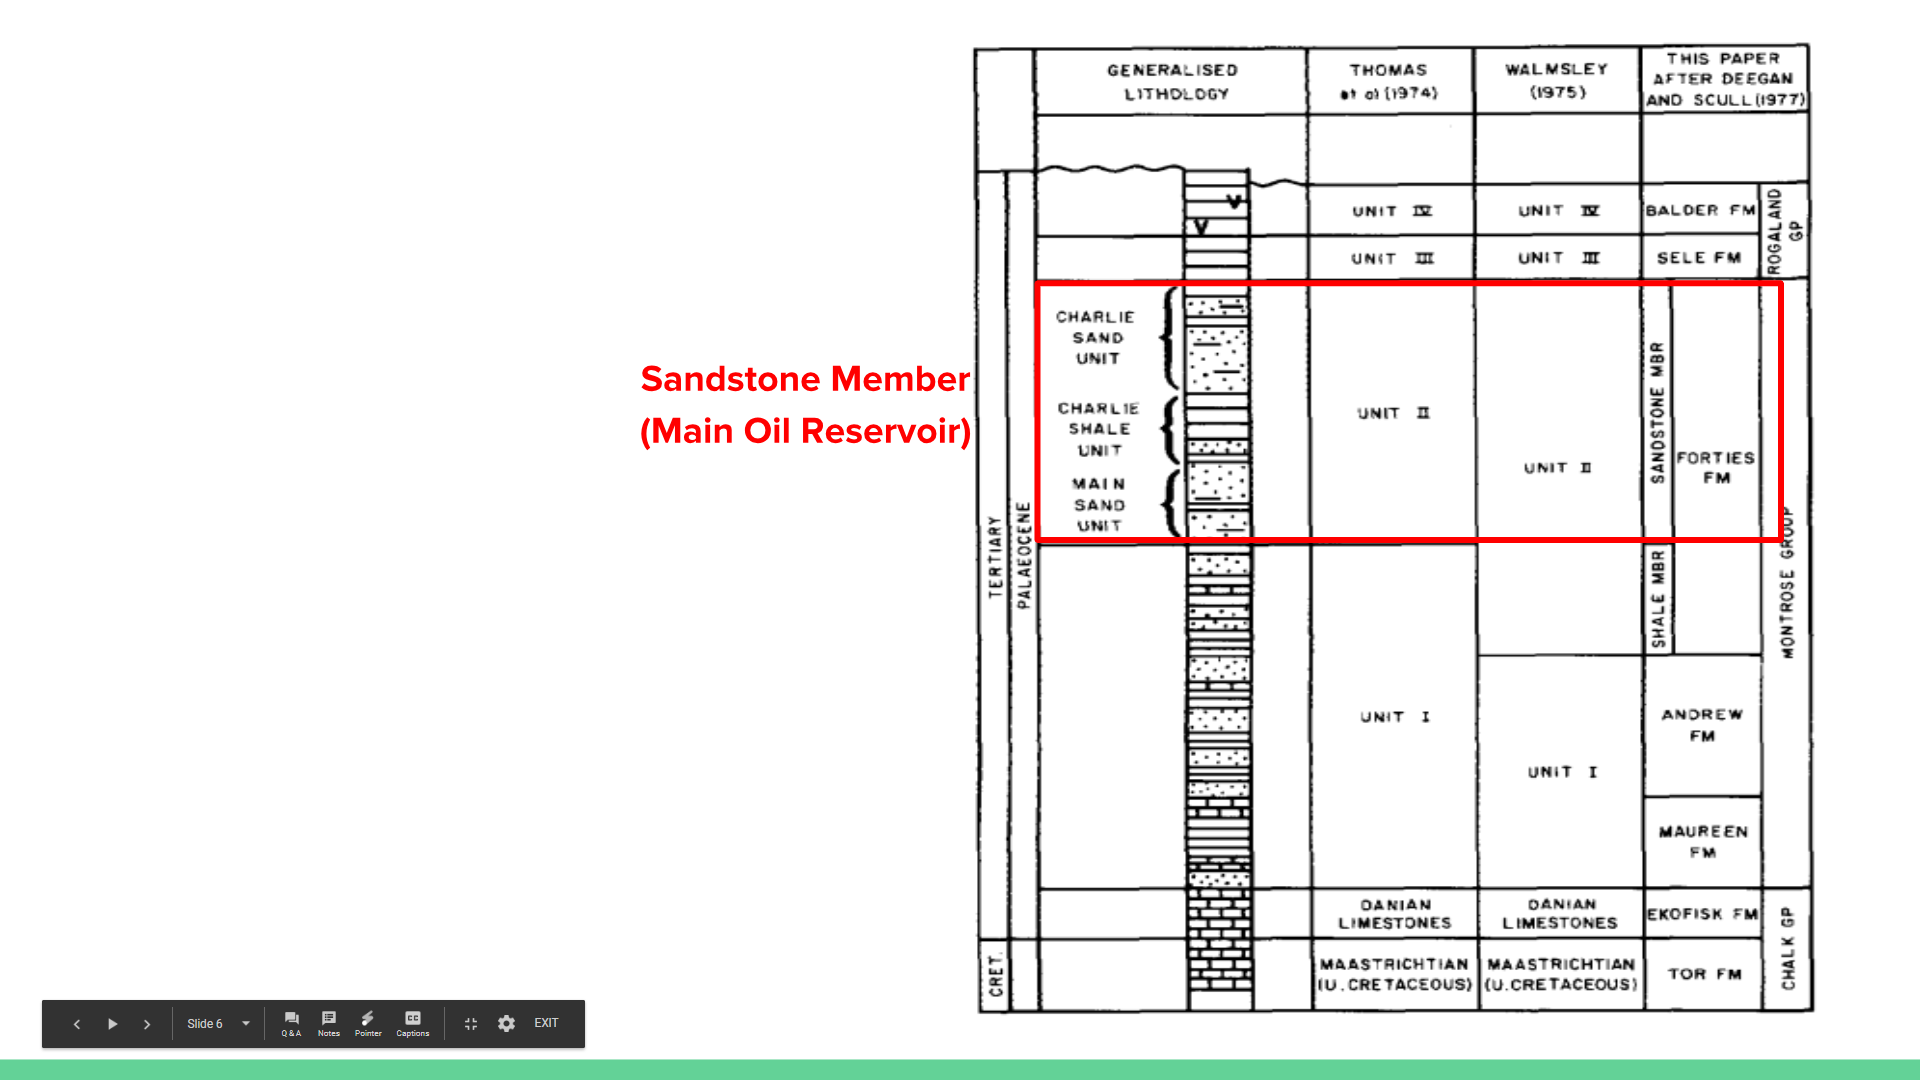 GENERALISED
LITHOLOGY
THOMAS
et al (1974)
WALMSLEY
(1975)
THIS PAPER
AFTER DEEGAN
AND SCULL (1977)
V
V
UNIT IV
UNIT IV
BALDER FM
ROGALAND
GP
UNIT III
UNIT III
SELE FM
Sandstone Member
(Main Oil Reservoir)
CHARLIE
SAND
UNIT
CHARLIE
SHALE
UNIT
MAIN
SAND
UNIT
UNIT II
UNIT II
SANDSTONE MBR
FORTIES
FM
TERTIARY
PALAEOCENE
SHALE MBR
MONTROSE GROUP
UNIT I
UNIT I
ANDREW
FM
MAUREEN
FM
DANIAN
LIMESTONES
DANIAN
LIMESTONES
EKOFISK FM
CHALK GP
CRET.
MAASTRICHTIAN
(U.CRETACEOUS)
MAASTRICHTIAN
(U.CRETACEOUS)
TOR FM
Slide 6
Q & A
Notes
Pointer
CC
Captions
EXIT